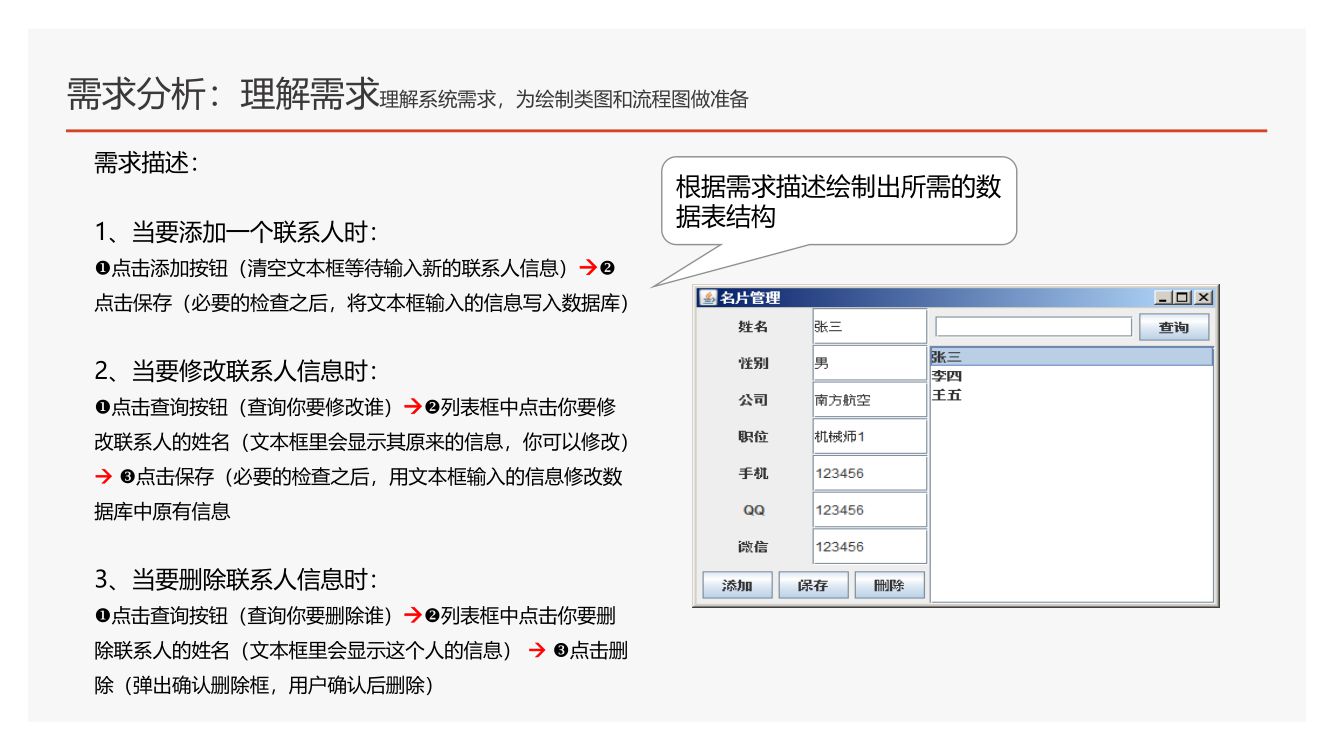 需求分析：理解需求理解系统需求，为绘制类图和流程图做准备
需求描述：
1、当要添加一个联系人时：
❶点击添加按钮（清空文本框等待输入新的联系人信息）→❷
点击保存（必要的检查之后，将文本框输入的信息写入数据库）
2、当要修改联系人信息时：
❶点击查询按钮（查询你要修改谁）→❷列表框中点击你要修
改联系人的姓名（文本框里会显示其原来的信息，你可以修改）
→ ❸点击保存（必要的检查之后，用文本框输入的信息修改数
据库中原有信息
3、当要删除联系人信息时：
❶点击查询按钮（查询你要删除谁）→❷列表框中点击你要删
除联系人的姓名（文本框里会显示这个人的信息） → ❸点击删
除（弹出确认删除框，用户确认后删除）
根据需求描述绘制出所需的数
据表结构
名片管理
姓名 张三 查询
性别 男
公司 南方航空
职位 机械师1
手机 123456
QQ 123456
微信 123456
添加 保存 删除
张三
李四
王五